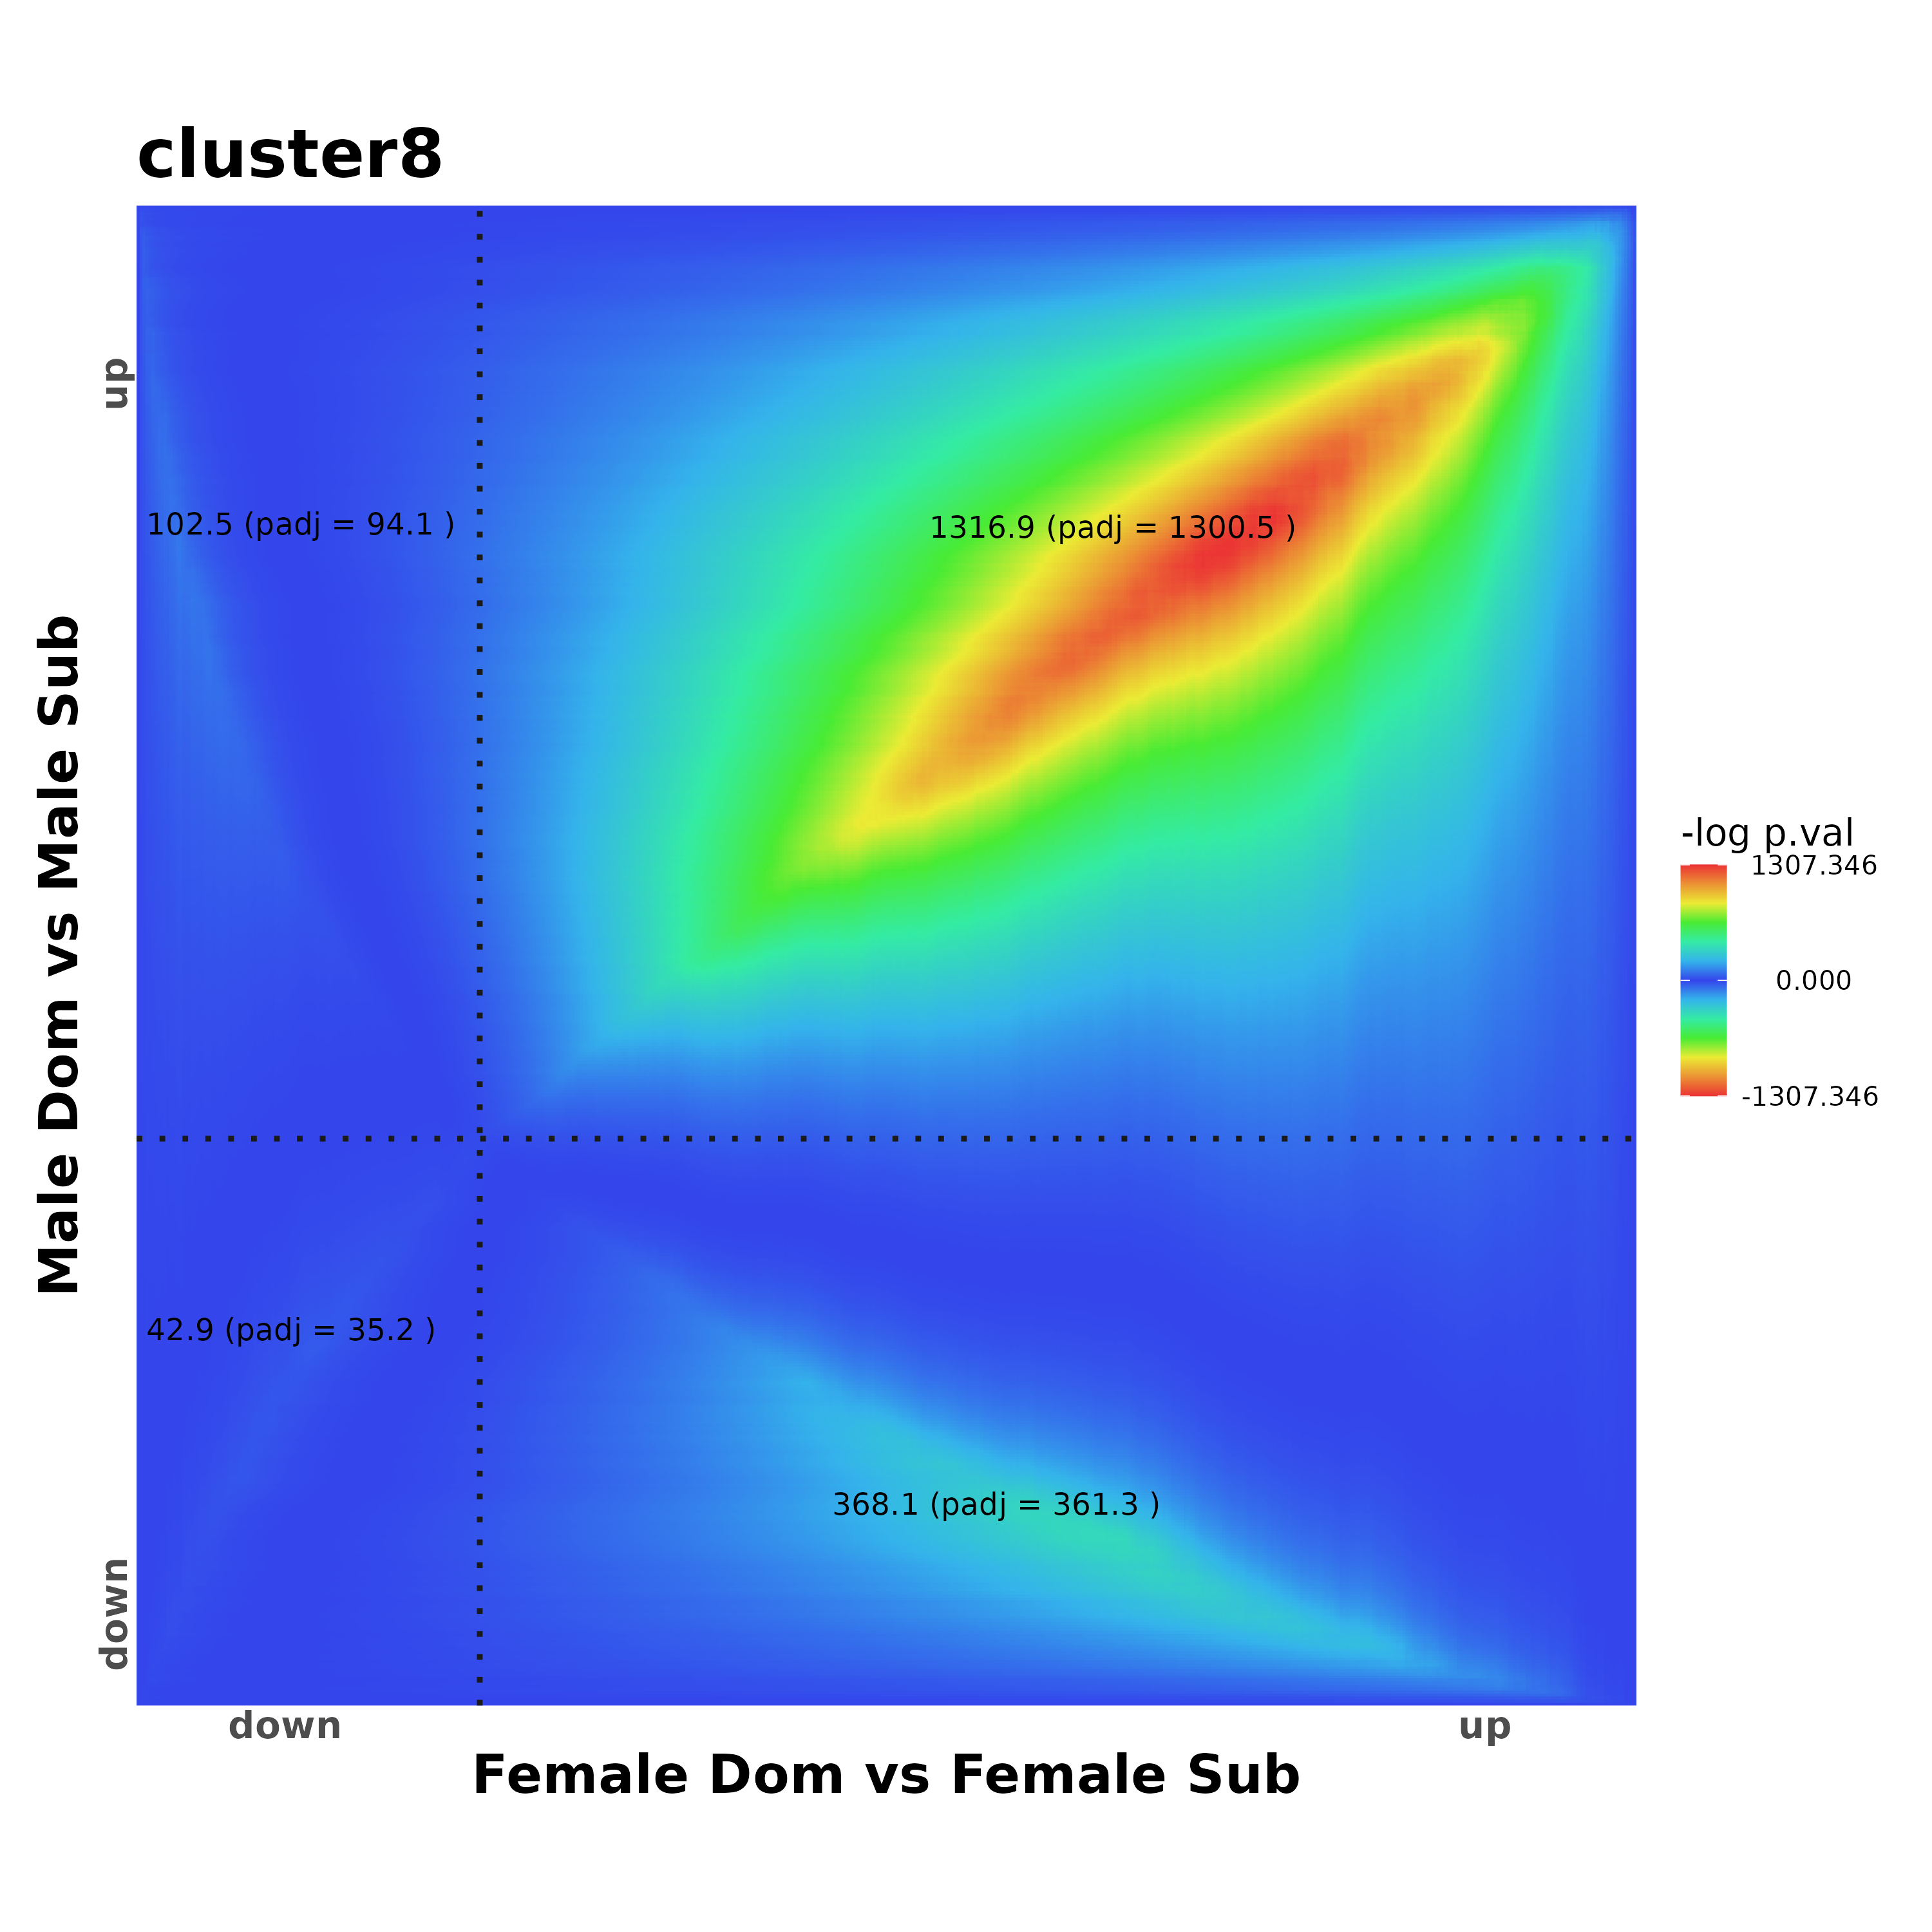 cluster8
up
Male Dom vs Male Sub
down
102.5 (padj = 94.1 )
1316.9 (padj = 1300.5 )
42.9 (padj = 35.2 )
368.1 (padj = 361.3 )
down
up
Female Dom vs Female Sub
-log p.val
1307.346
0.000
-1307.346